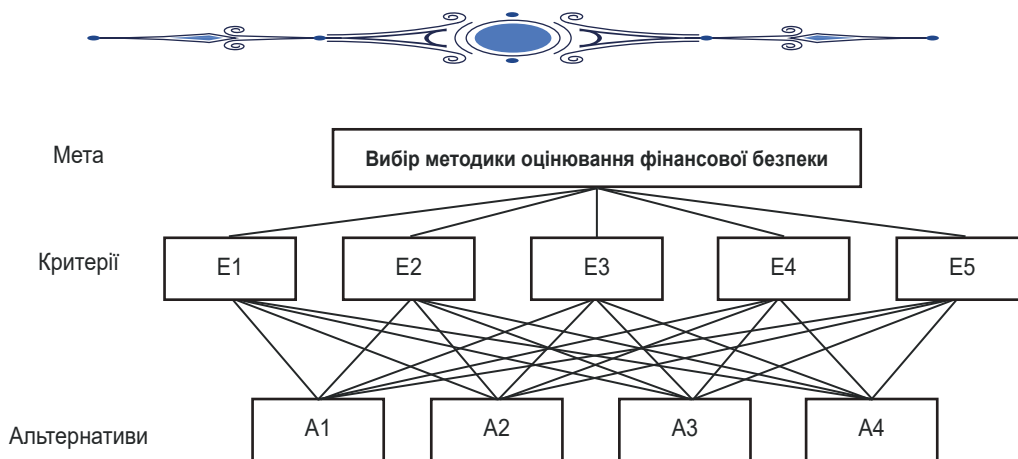 Мета
Вибір методики оцінювання фінансової безпеки
Критерії
E1 E2 E3 E4 E5
Альтернативи
A1 A2 A3 A4